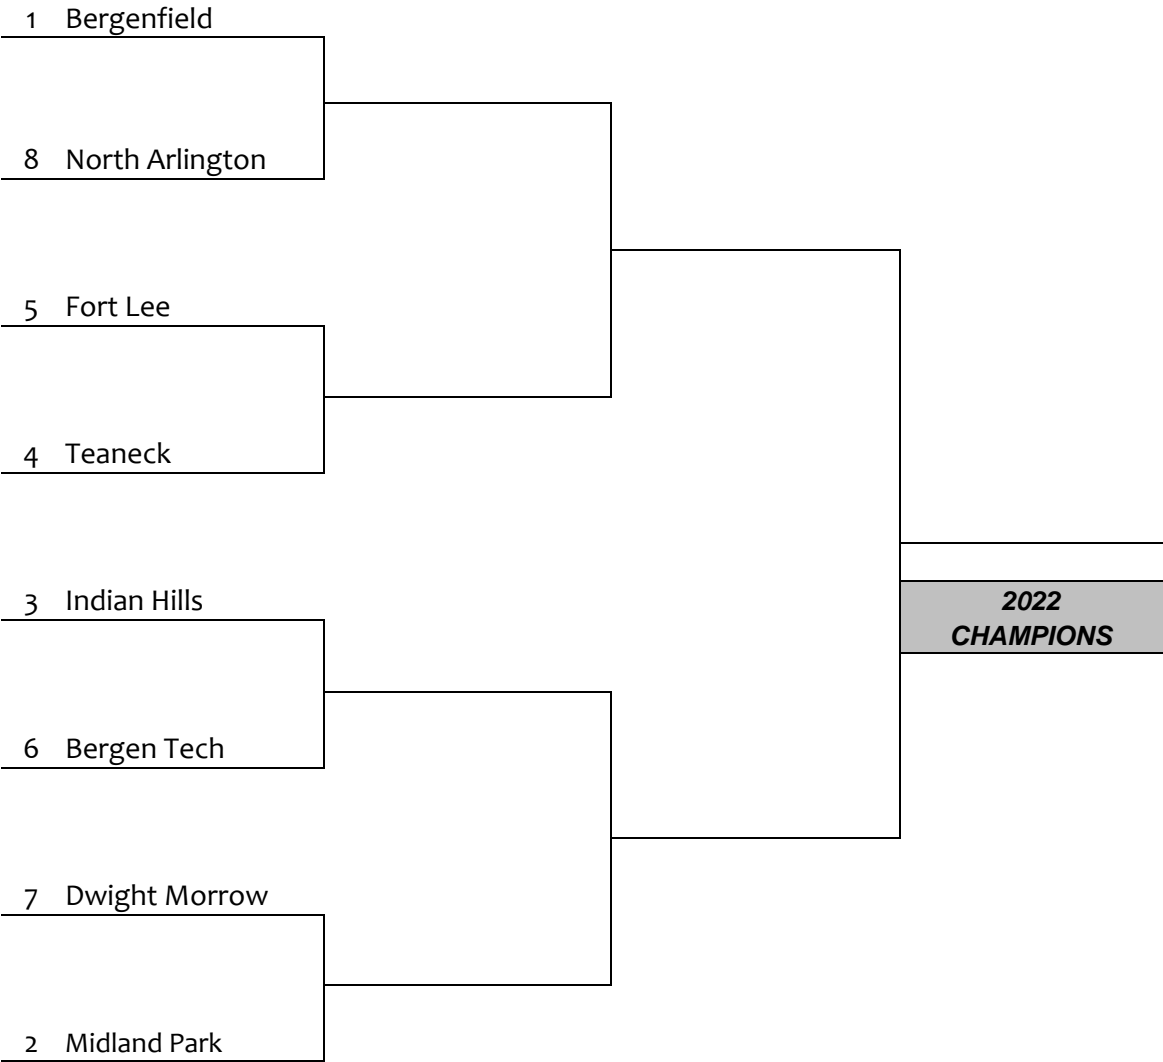 1 Bergenfield
8 North Arlington
5 Fort Lee
4 Teaneck
3 Indian Hills
2022
CHAMPIONS
6 Bergen Tech
7 Dwight Morrow
2 Midland Park